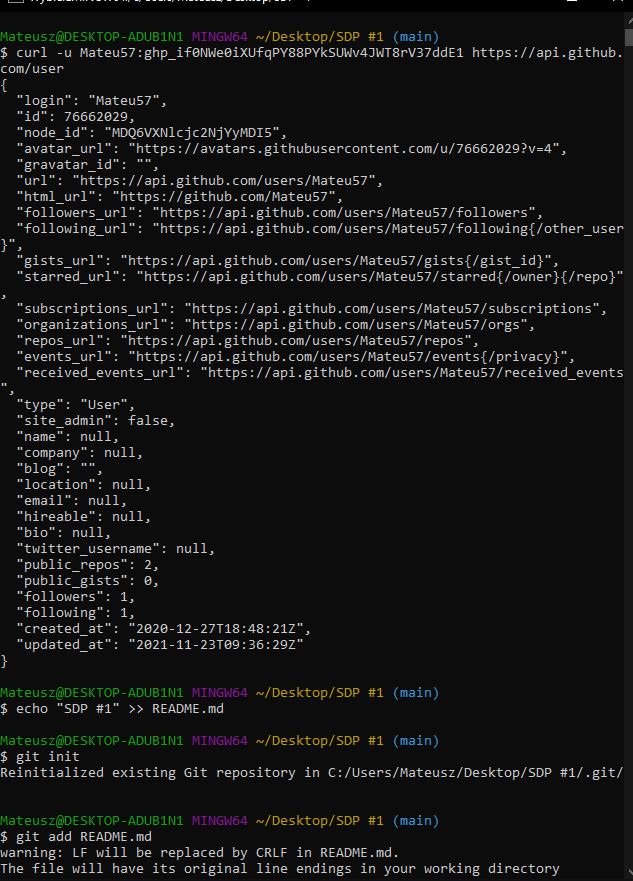 Mateusz@DESKTOP-ADUB1N1 MINGW64 ~/Desktop/SDP #1 (main)
$ curl -u Mateu57: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 https://api.github.
com/user
{
  "login": "Mateu57",
  "id": 76662029,
  "node_id": "MDQ6VXNlcjc2NjYyMDI5",
  "avatar_url": "https://avatars.githubusercontent.com/u/76662029?v=4",
  "gravatar_id": "",
  "url": "https://api.github.com/users/Mateu57",
  "html_url": "https://github.com/Mateu57",
  "followers_url": "https://api.github.com/users/Mateu57/followers",
  "following_url": "https://api.github.com/users/Mateu57/following{/other_user
}",
  "gists_url": "https://api.github.com/users/Mateu57/gists{/gist_id}",
  "starred_url": "https://api.github.com/users/Mateu57/starred{/owner}{/repo}"
,
  "subscriptions_url": "https://api.github.com/users/Mateu57/subscriptions",
  "organizations_url": "https://api.github.com/users/Mateu57/orgs",
  "repos_url": "https://api.github.com/users/Mateu57/repos",
  "events_url": "https://api.github.com/users/Mateu57/events{/privacy}",
  "received_events_url": "https://api.github.com/users/Mateu57/received_events
",
  "type": "User",
  "site_admin": false,
  "name": null,
  "company": null,
  "blog": "",
  "location": null,
  "email": null,
  "hireable": null,
  "bio": null,
  "twitter_username": null,
  "public_repos": 2,
  "public_gists": 0,
  "followers": 1,
  "following": 1,
  "created_at": "2020-12-27T18:48:21Z",
  "updated_at": "2021-11-23T09:36:29Z"
}
Mateusz@DESKTOP-ADUB1N1 MINGW64 ~/Desktop/SDP #1 (main)
$ echo "SDP #1" >> README.md
Mateusz@DESKTOP-ADUB1N1 MINGW64 ~/Desktop/SDP #1 (main)
$ git init
Reinitialized existing Git repository in C:/Users/Mateusz/Desktop/SDP #1/.git/
Mateusz@DESKTOP-ADUB1N1 MINGW64 ~/Desktop/SDP #1 (main)
$ git add README.md
warning: LF will be replaced by CRLF in README.md.
The file will have its original line endings in your working directory